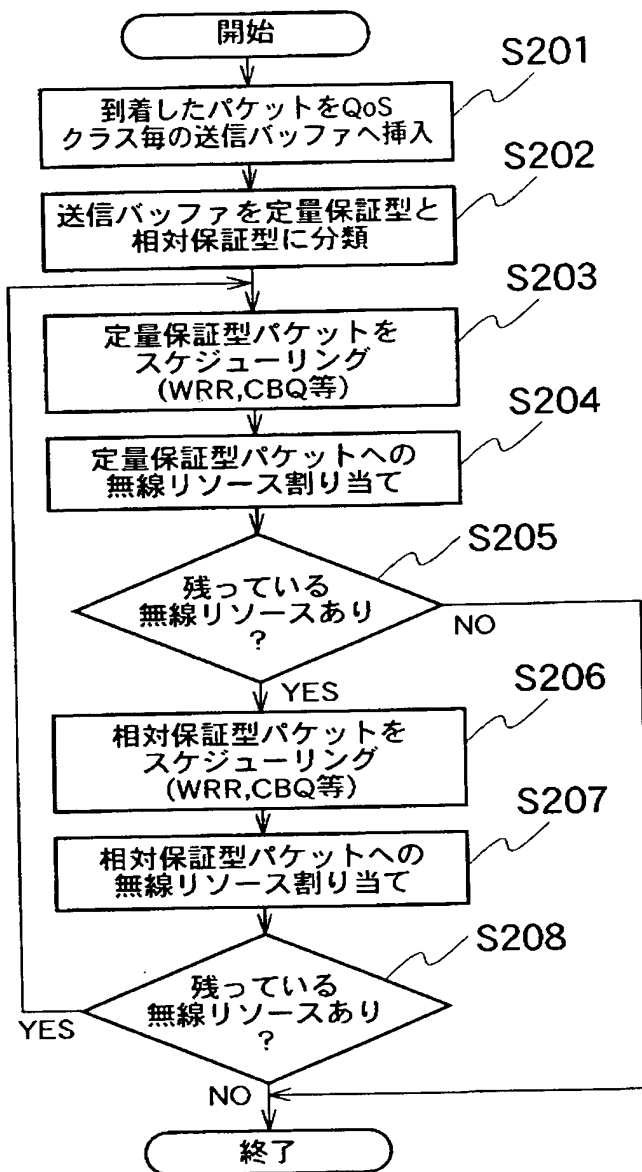 開始
S201
到着したパケットをQoS
クラス毎の送信バッファへ挿入
S202
送信バッファを定量保証型と
相対保証型に分類
S203
定量保証型パケットを
スケジューリング
(WRR,CBQ等)
S204
定量保証型パケットへの
無線リソース割り当て
S205
残っている
無線リソースあり
?
NO
YES
S206
相対保証型パケットを
スケジューリング
(WRR,CBQ等)
S207
相対保証型パケットへの
無線リソース割り当て
S208
残っている
無線リソースあり
?
YES
NO
終了